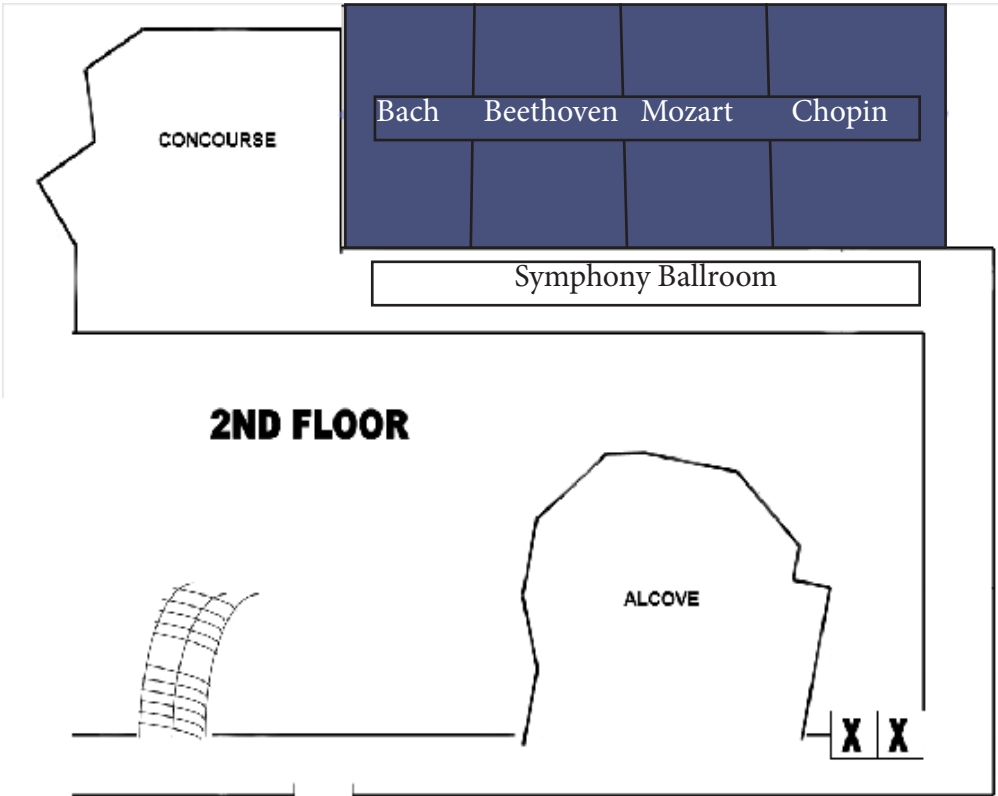 Bach Beethoven Mozart Chopin
CONCOURSE
Symphony Ballroom
2ND FLOOR
ALCOVE
X X